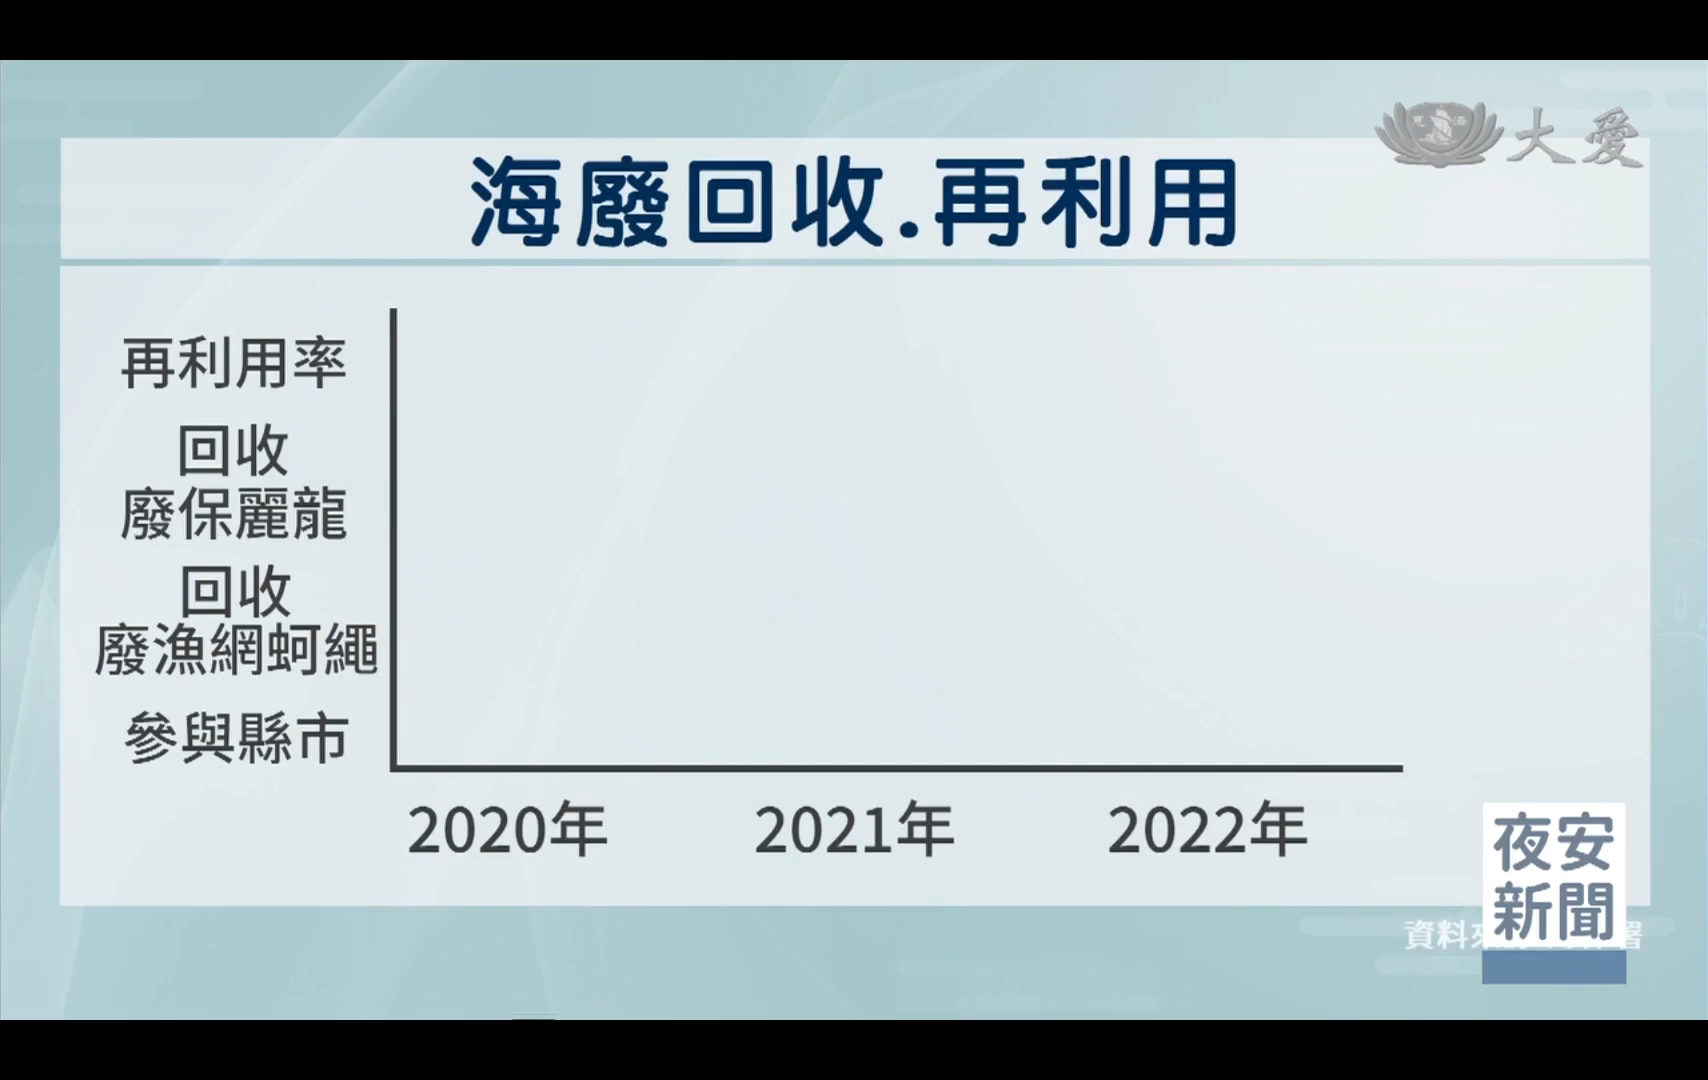 大愛
海廢回收.再利用
再利用率
回收
廢保麗龍
回收
廢漁網蚵繩
參與縣市
2020年 2021年 2022年
夜安
新聞
資料
署